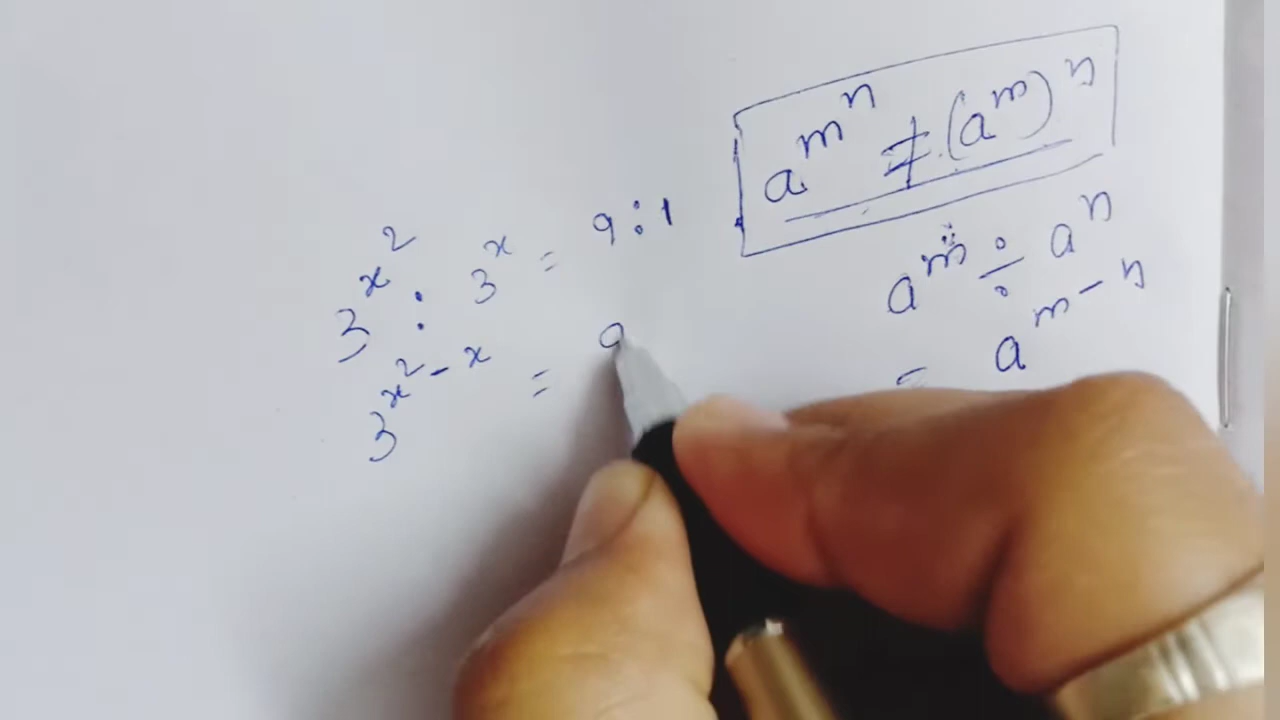 3^{x^2} : 3^x = 9 : 1
3^{x^2 - x} = 9
a^{m^n} ≠ (a^m)^n
a^m ÷ a^n
= a^{m-n}